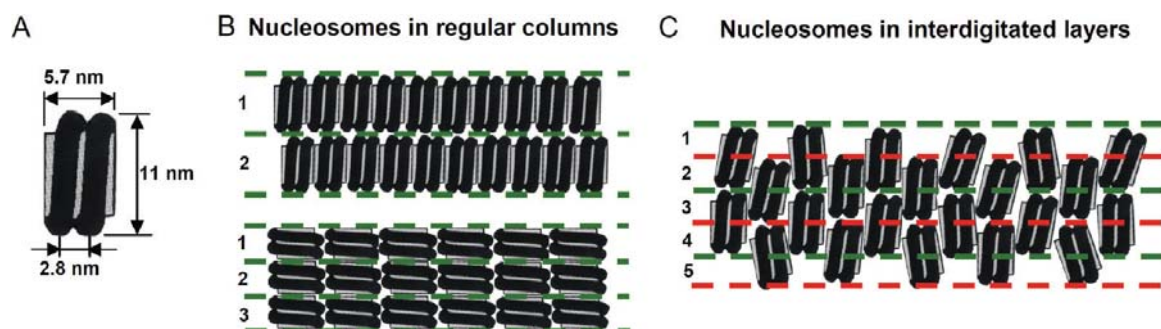 A
5.7 nm
11 nm
2.8 nm
B Nucleosomes in regular columns
1
2
1
2
3
C Nucleosomes in interdigitated layers
1
2
3
4
5